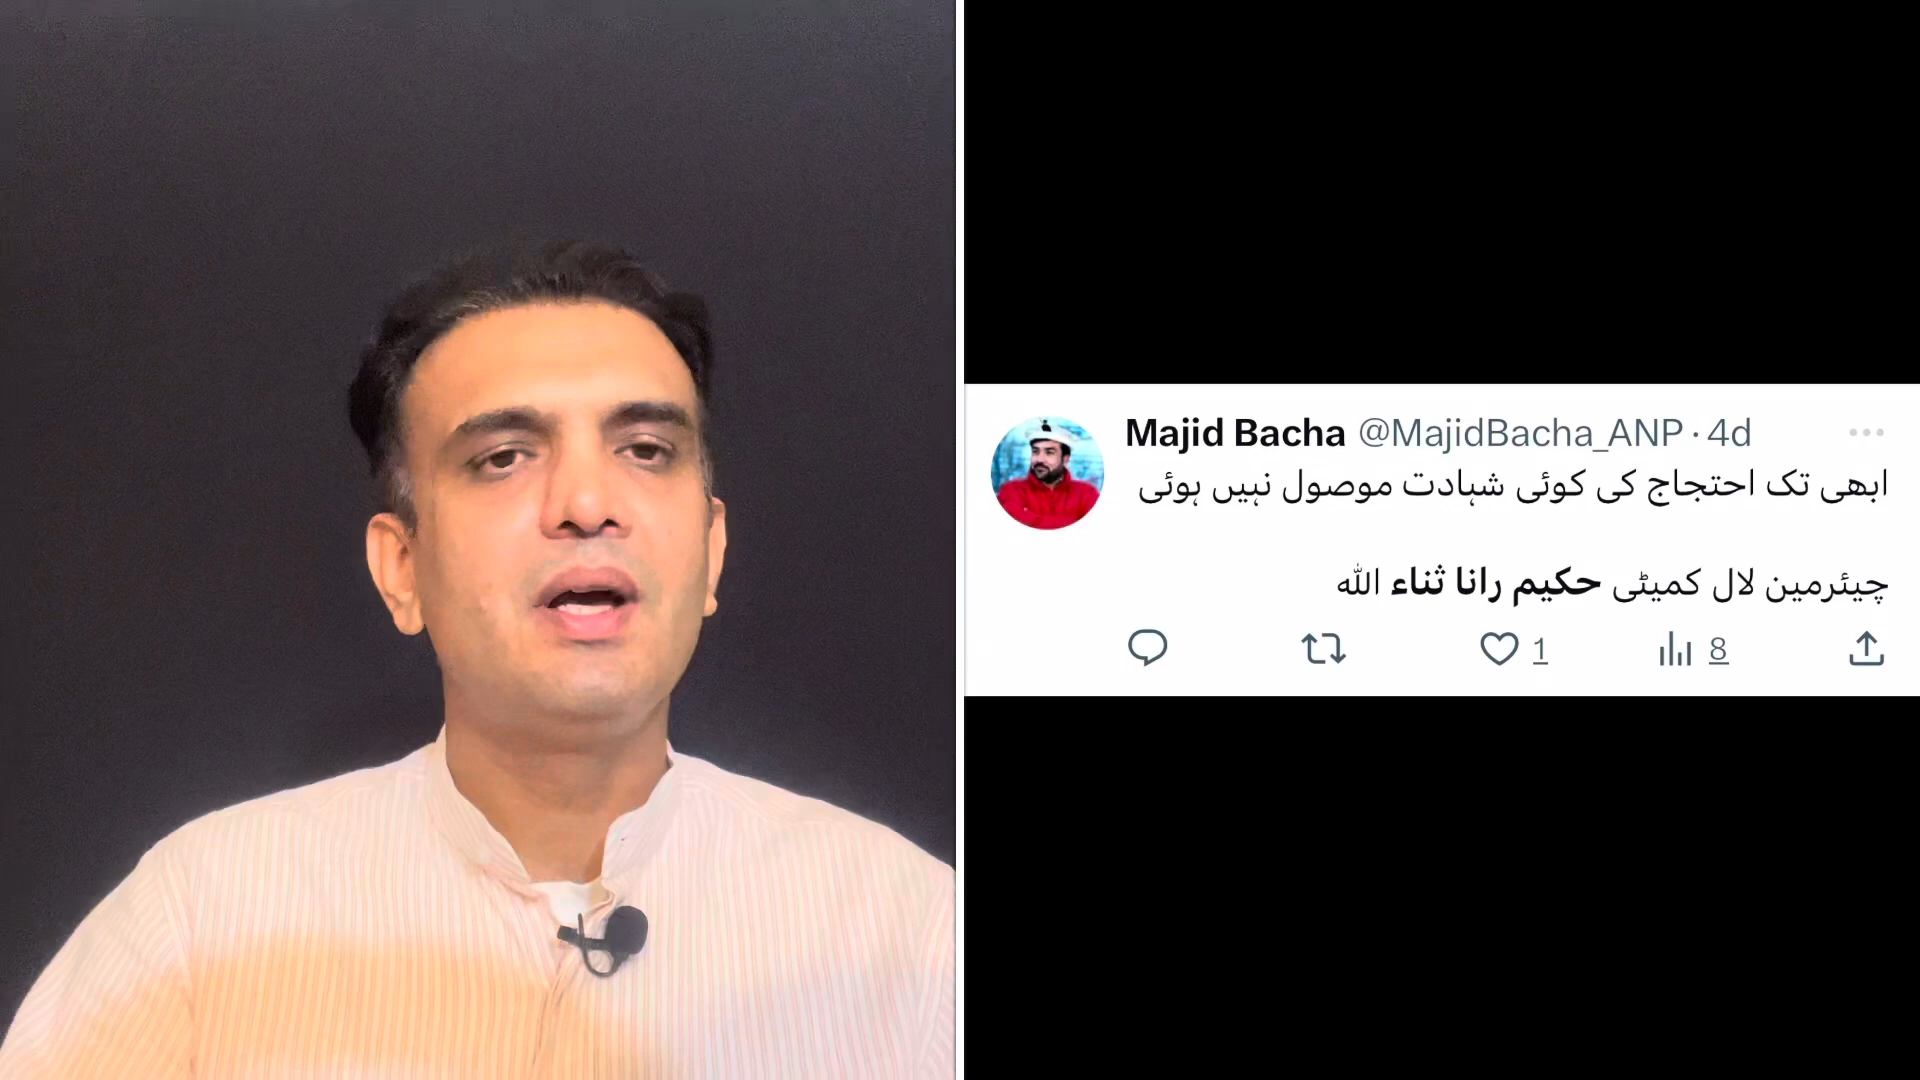 Majid Bacha @MajidBacha_ANP · 4d
ابھی تک احتجاج کی کوئی شہادت موصول نہیں ہوئی
چیئرمین لال کمیٹی حکیم رانا ثناء اللہ
1 8